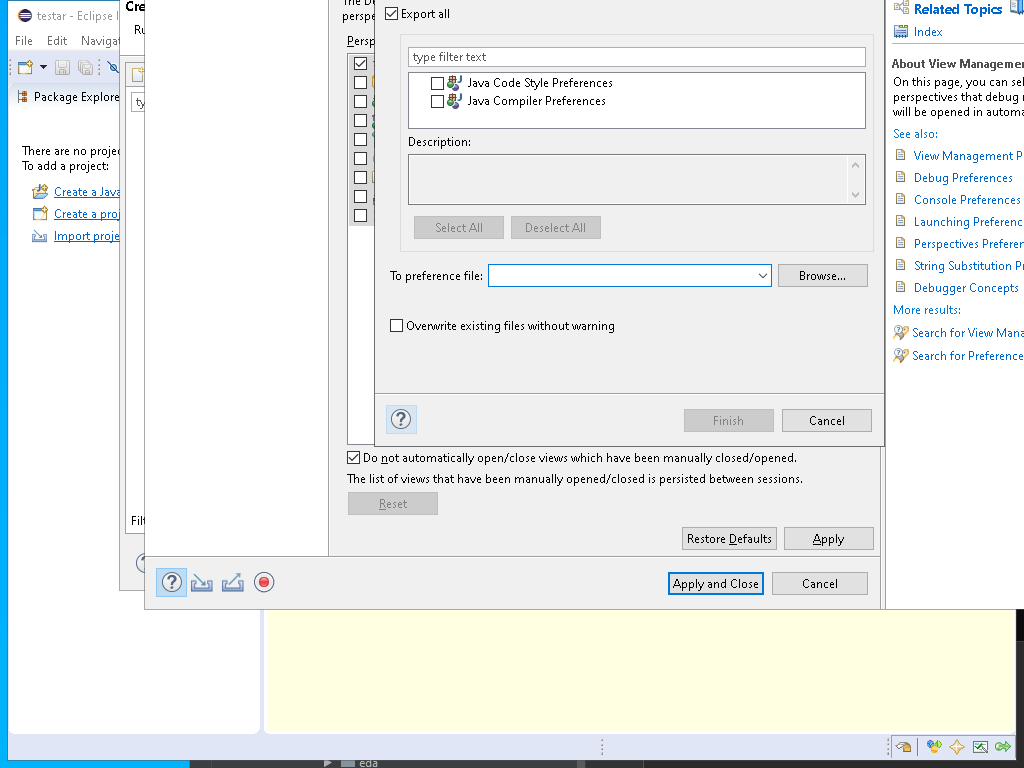 testar - Eclipse I
File Edit Navigat
Package Explore
There are no projec
To add a project:
Create a Java
Create a proj
Import proje
Cre
Ru
ty
Filt
The De
perspe
Persp
Export all
type filter text
Java Code Style Preferences
Java Compiler Preferences
Description:
Select All
Deselect All
To preference file:
Browse...
Overwrite existing files without warning
Finish
Cancel
Do not automatically open/close views which have been manually closed/opened.
The list of views that have been manually opened/closed is persisted between sessions.
Reset
Restore Defaults
Apply
Apply and Close
Cancel
Related Topics
Index
About View Managemen
On this page, you can sel
perspectives that debug r
will be opened in automa
See also:
View Management P
Debug Preferences
Console Preferences
Launching Preferenc
Perspectives Preferen
String Substitution Pr
Debugger Concepts
More results:
Search for View Mana
Search for Preference
eda